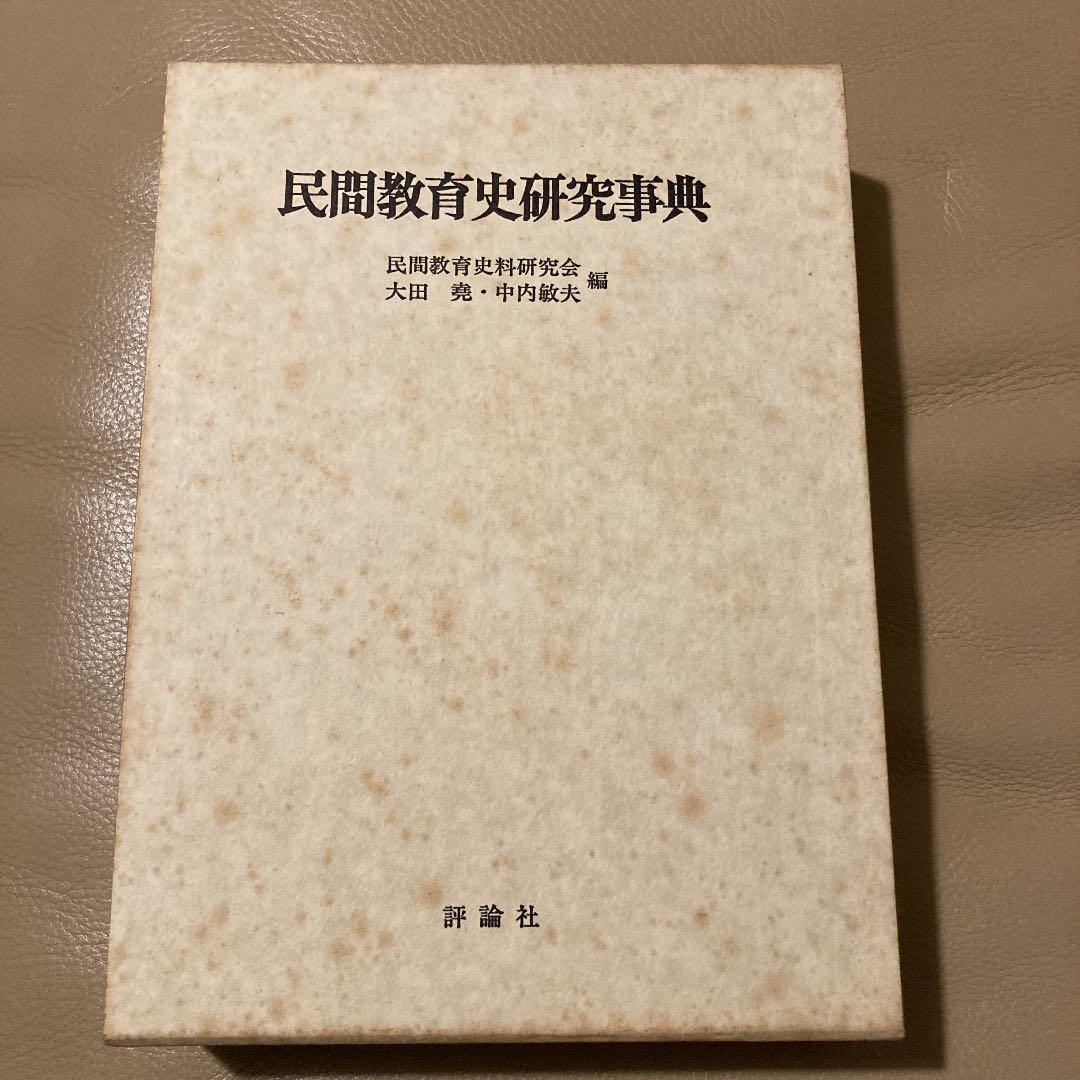 民間教育史研究事典
民間教育史料研究会
大田　堯・中内敏夫 編
評論社